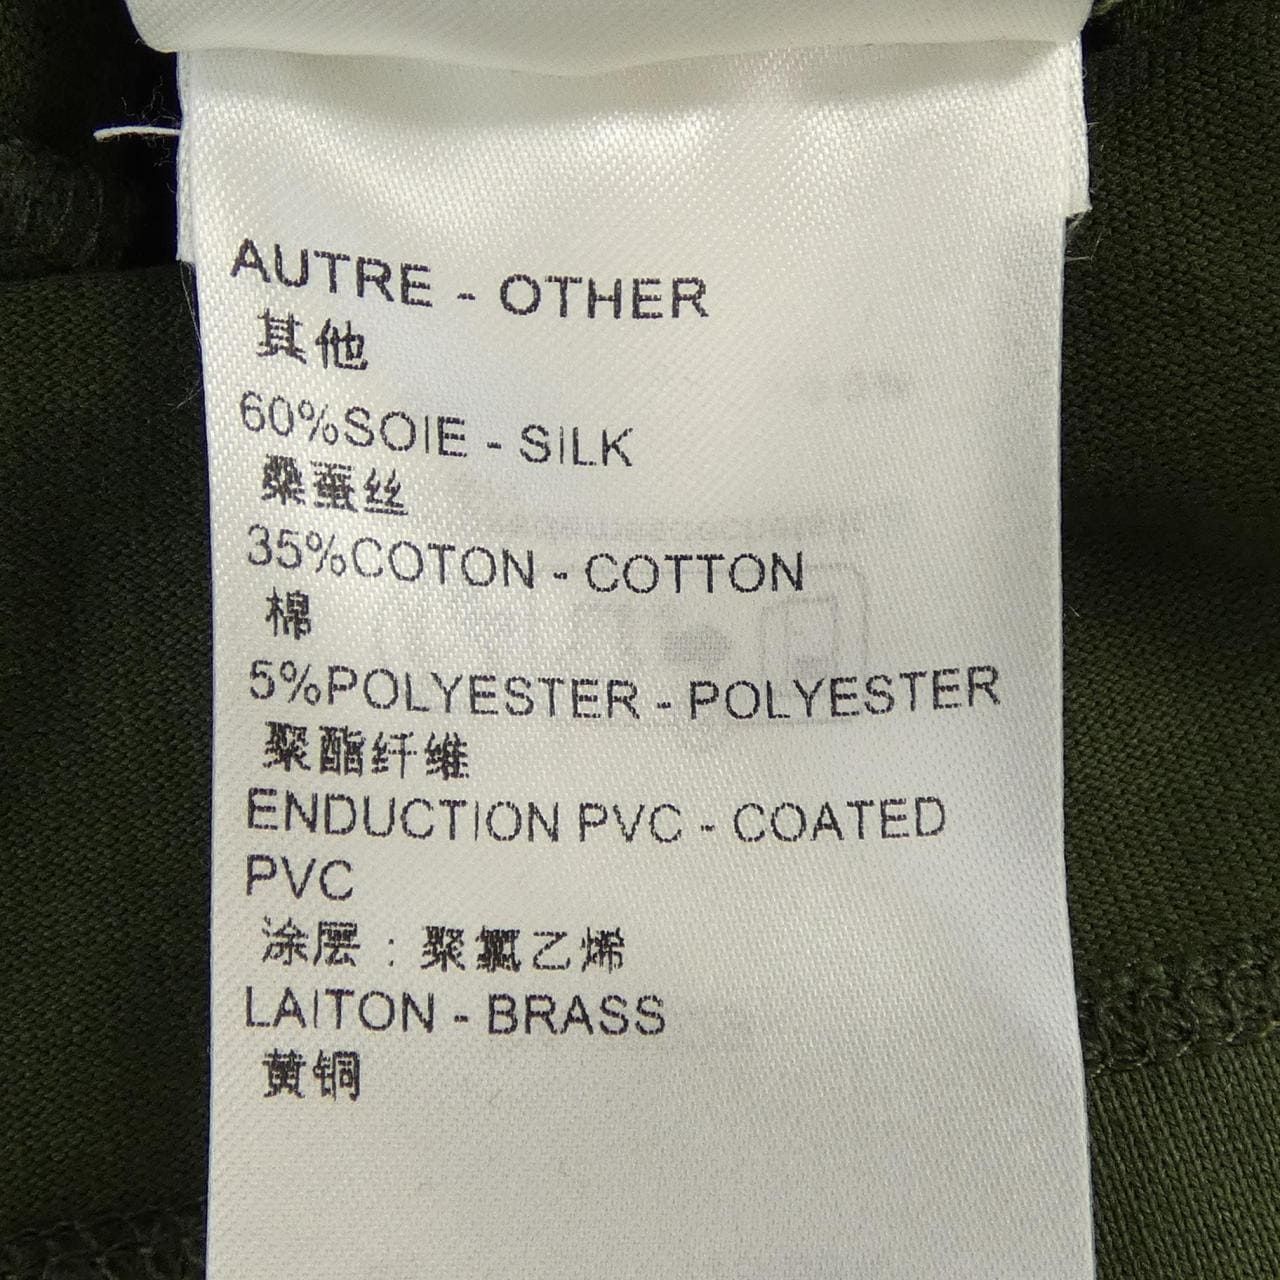 AUTRE - OTHER
其他
60%SOIE - SILK
桑蚕丝
35%COTON - COTTON
棉
5%POLYESTER - POLYESTER
聚酯纤维
ENDUCTION PVC - COATED
PVC
涂层：聚氯乙烯
LAITON - BRASS
黄铜